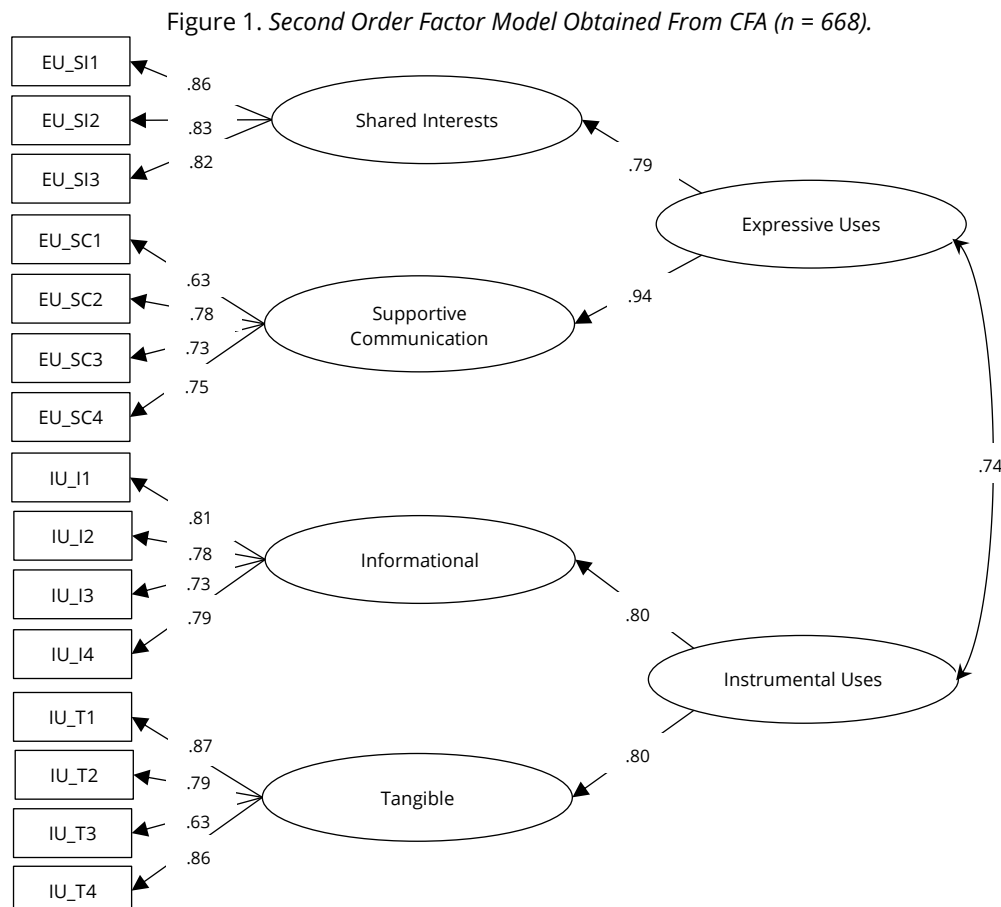 Figure 1. Second Order Factor Model Obtained From CFA (n = 668).
EU_SI1
.86
EU_SI2
.83
Shared Interests
EU_SI3
.82
.79
EU_SC1
Expressive Uses
.63
EU_SC2
.78
Supportive
Communication
.94
EU_SC3
.73
EU_SC4
.75
IU_I1
.74
.81
IU_I2
.78
Informational
IU_I3
.73
.80
IU_I4
.79
Instrumental Uses
IU_T1
.87
.80
IU_T2
.79
Tangible
IU_T3
.63
IU_T4
.86